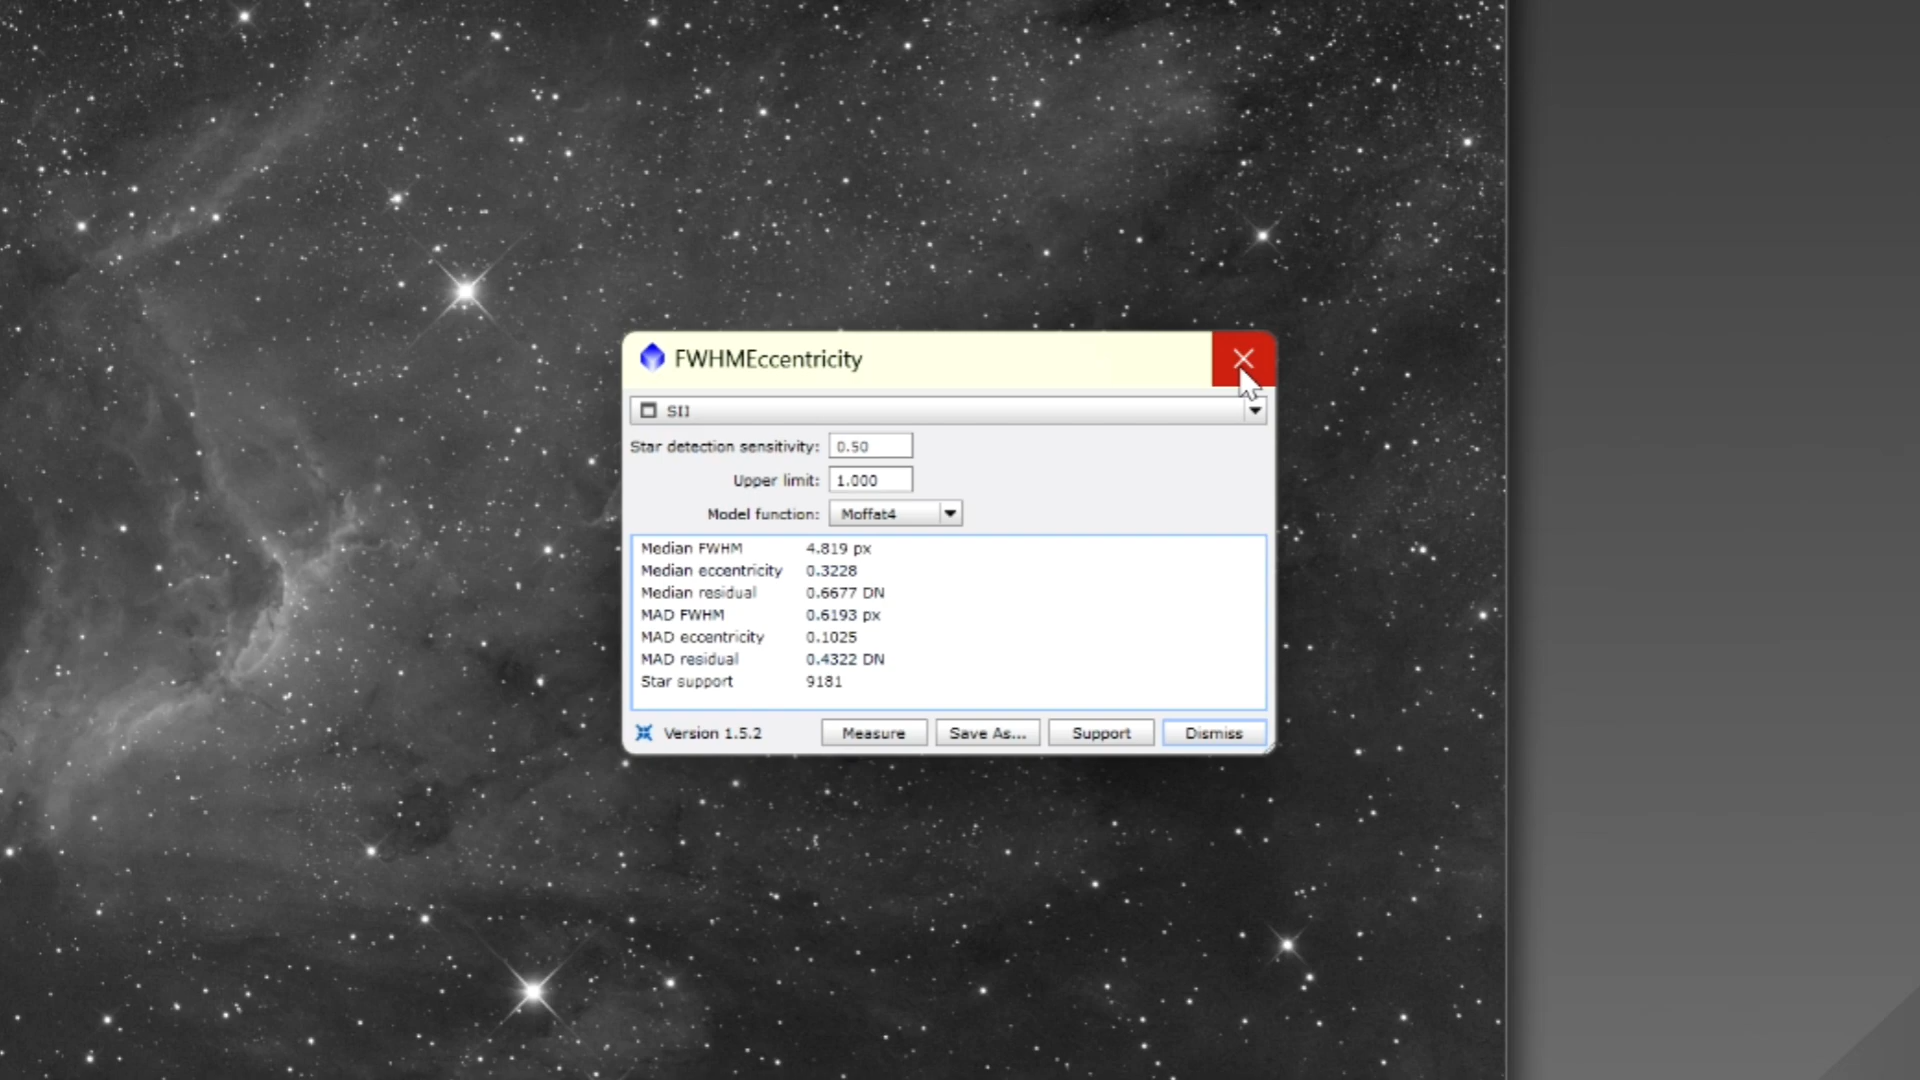 FWHMEccentricity
SII
Star detection sensitivity: 0.50
Upper limit: 1.000
Model function: Moffat4
Median FWHM 4.819 px
Median eccentricity 0.3228
Median residual 0.6677 DN
MAD FWHM 0.6193 px
MAD eccentricity 0.1025
MAD residual 0.4322 DN
Star support 9181
Version 1.5.2 Measure Save As... Support Dismiss